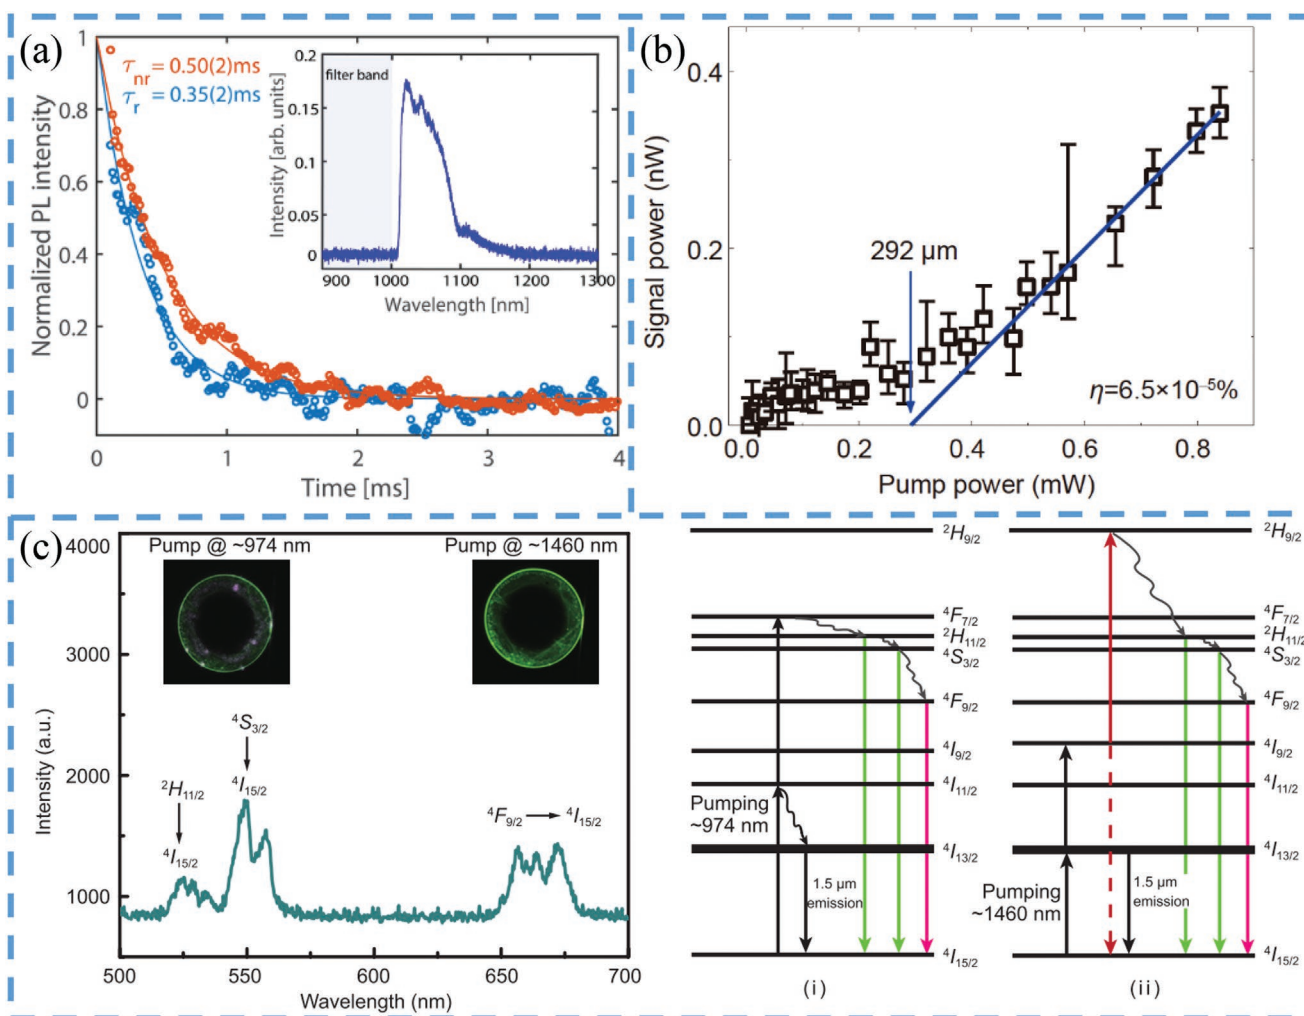 (a)
τnr = 0.50(2)ms
τr = 0.35(2)ms
Normalized PL intensity
1
0.8
0.6
0.4
0.2
0
0 1 2 3 4
Time [ms]
filter band
Intensity [arb. units]
0.2
0.15
0.1
0.05
0
900 1000 1100 1200 1300
Wavelength [nm]
(b)
Signal power (nW)
0.4
0.2
0.0
292 μm
η=6.5×10⁻⁵%
0.0 0.2 0.4 0.6 0.8
Pump power (mW)
(c)
Intensity (a.u.)
4000
3000
2000
1000
Pump @ ~974 nm
Pump @ ~1460 nm
⁴S3/2
⁴I15/2
²H11/2
⁴I15/2
⁴F9/2 → ⁴I15/2
500 550 600 650 700
Wavelength (nm)
²H9/2
⁴F7/2
²H11/2
⁴S3/2
⁴F9/2
⁴I9/2
⁴I11/2
Pumping
~974 nm
⁴I13/2
1.5 μm
emission
⁴I15/2
(i)
²H9/2
⁴F7/2
²H11/2
⁴S3/2
⁴F9/2
⁴I9/2
⁴I11/2
⁴I13/2
Pumping
~1460 nm
1.5 μm
emission
⁴I15/2
(ii)